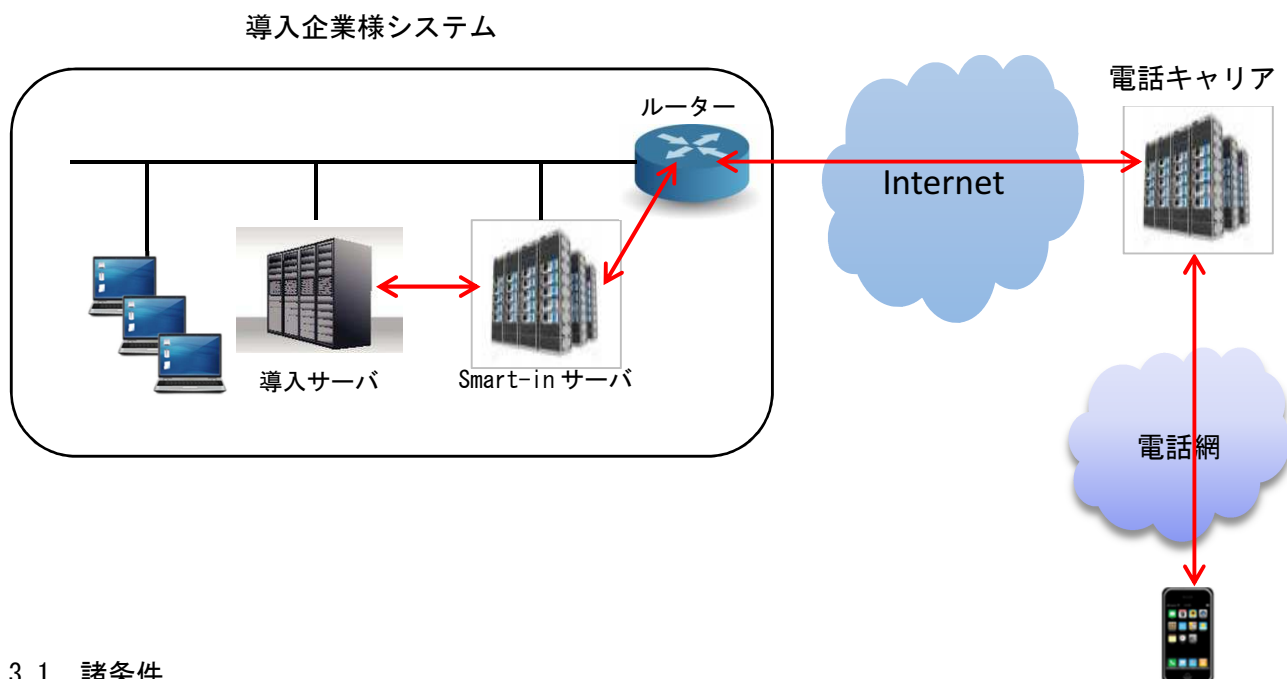 導入企業様システム
電話キャリア
ルーター
Internet
導入サーバ
Smart-in サーバ
電話網
3.1 諸条件